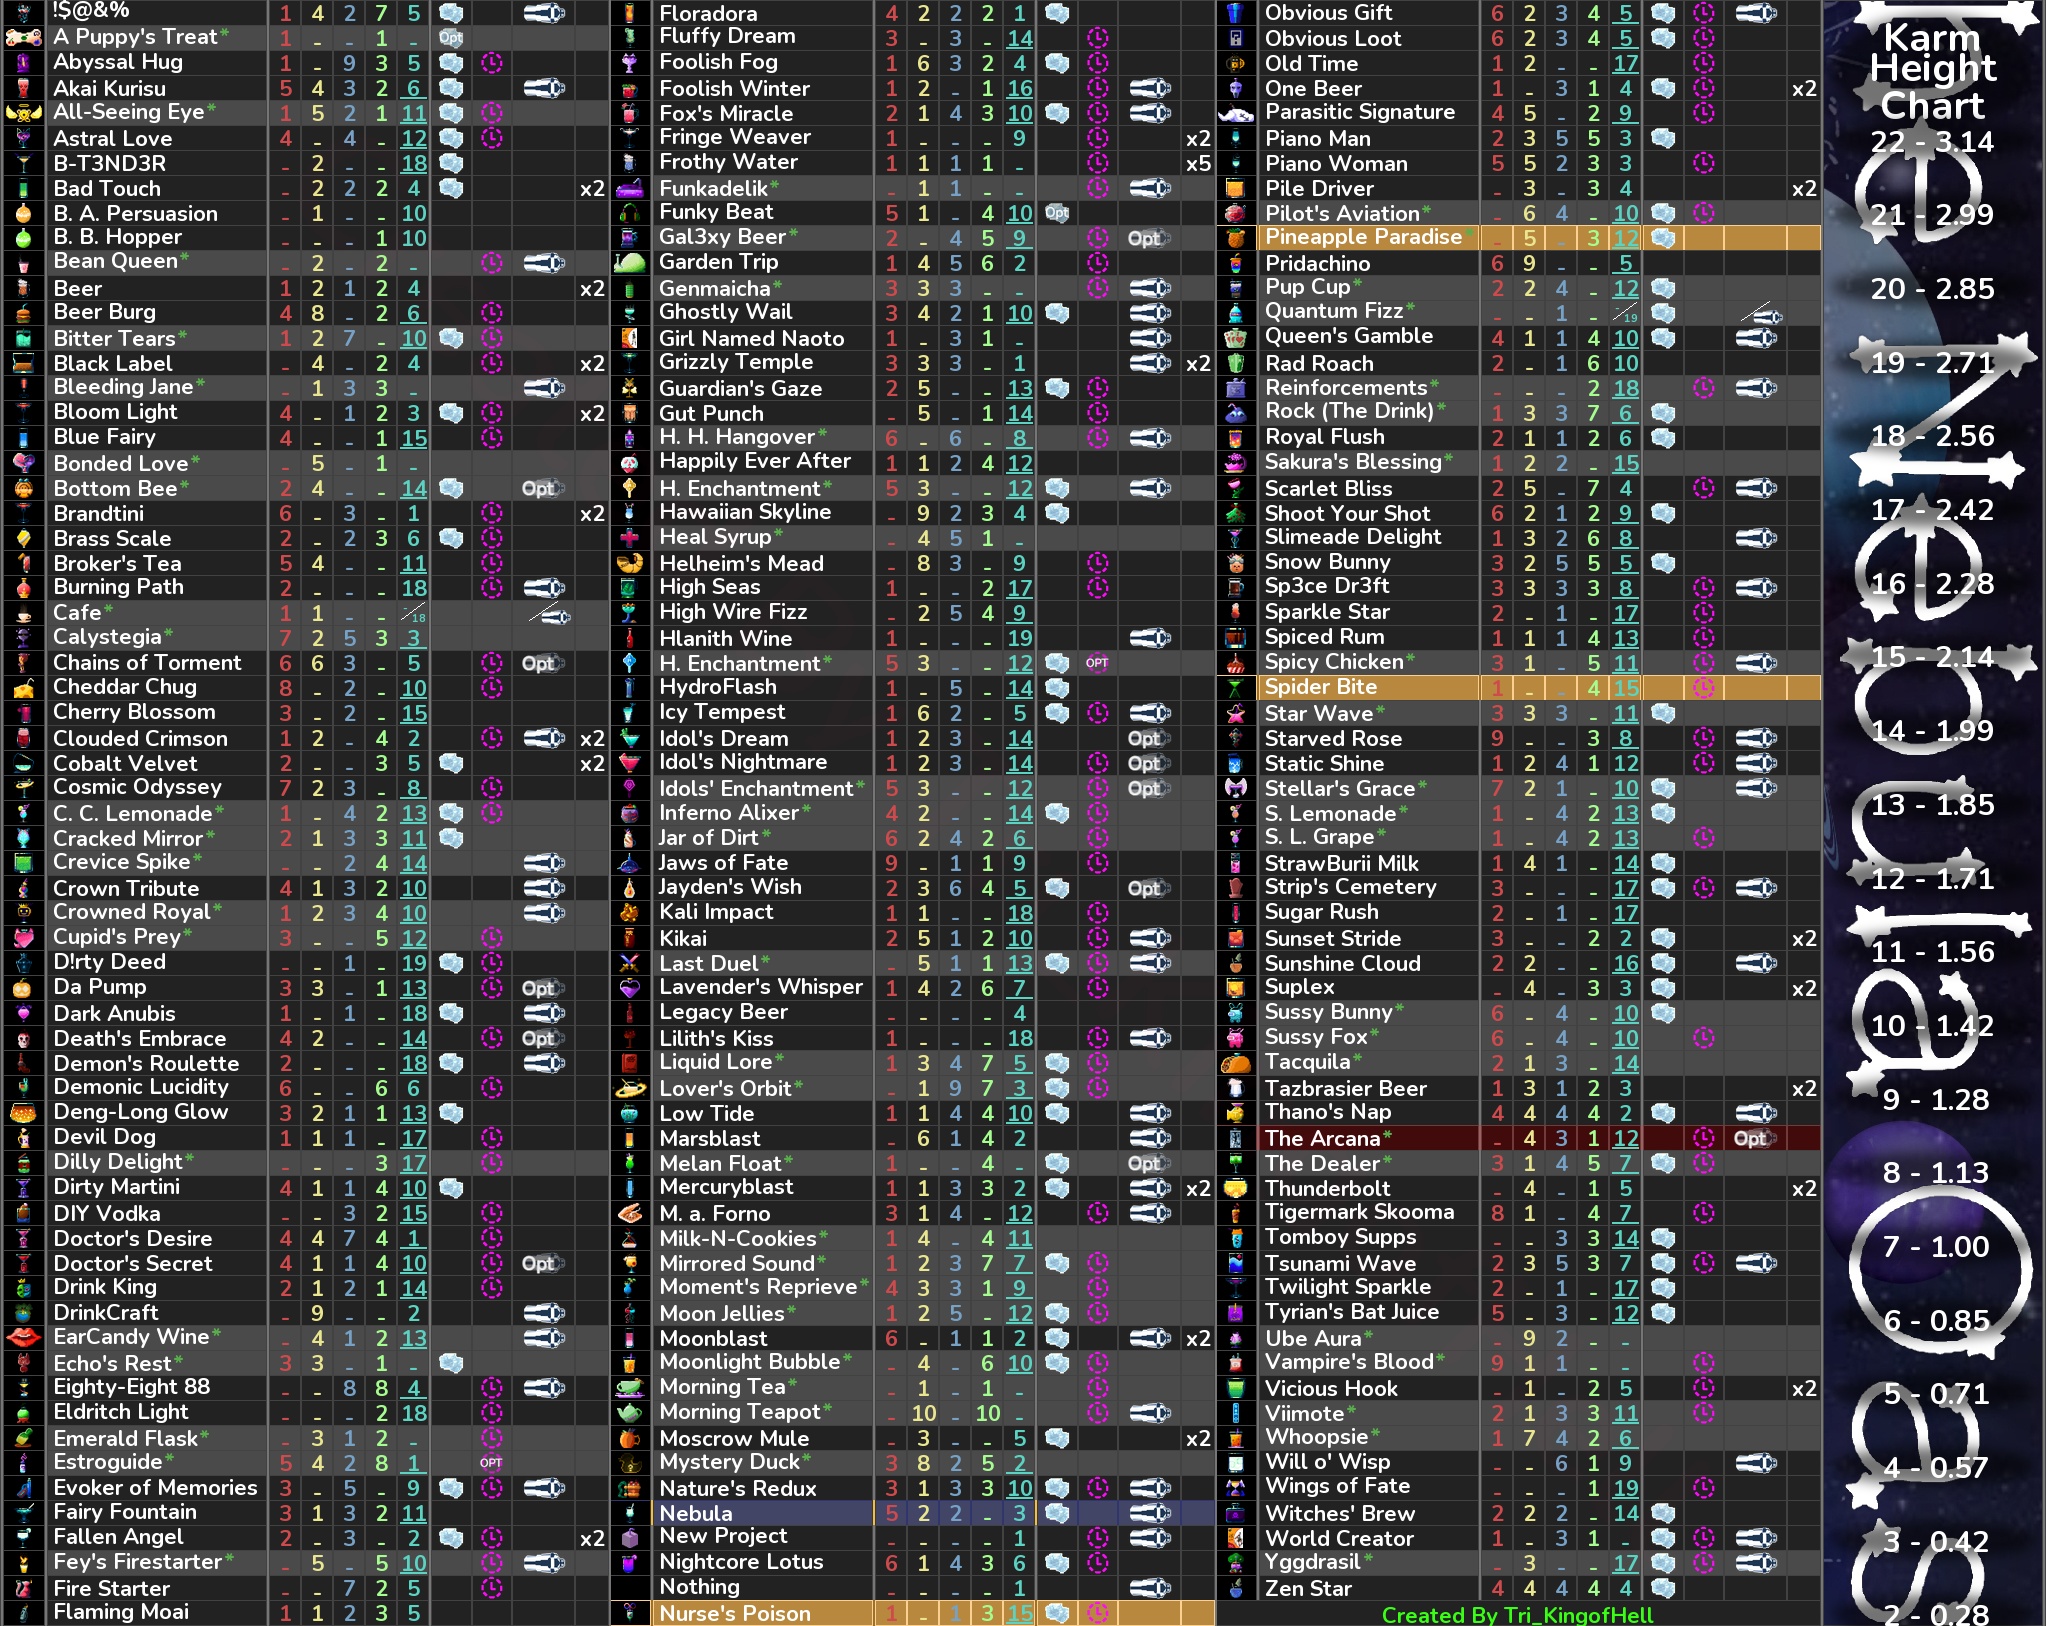 !$@&% 1 4 2 7 5
A Puppy's Treat* 1 - - 1 - Opt
Abyssal Hug 1 - 9 3 5
Akai Kurisu 5 4 3 2 6
All-Seeing Eye* 1 5 2 1 11
Astral Love 4 - 4 - 12
B-T3ND3R - 2 - - 18
Bad Touch - 2 2 2 4 x2
B. A. Persuasion - 1 - - 10
B. B. Hopper - - - 1 10
Bean Queen* - 2 - 2 -
Beer 1 2 1 2 4 x2
Beer Burg 4 8 - 2 6
Bitter Tears* 1 2 7 - 10
Black Label - 4 - 2 4 x2
Bleeding Jane* - 1 3 3 -
Bloom Light 4 - 1 2 3 x2
Blue Fairy 4 - - 1 15
Bonded Love* - 5 - 1 -
Bottom Bee* 2 4 - - 14 Opt
Brandtini 6 - 3 - 1 x2
Brass Scale 2 - 2 3 6
Broker's Tea 5 4 - - 11
Burning Path 2 - - - 18
Cafe* 1 1 - - -/18
Calystegia* 7 2 5 3 3
Chains of Torment 6 6 3 - 5 Opt
Cheddar Chug 8 - 2 - 10
Cherry Blossom 3 - 2 - 15
Clouded Crimson 1 2 - 4 2 x2
Cobalt Velvet 2 - - 3 5 x2
Cosmic Odyssey 7 2 3 - 8
C. C. Lemonade* 1 - 4 2 13
Cracked Mirror* 2 1 3 3 11
Crevice Spike* - - 2 4 14
Crown Tribute 4 1 3 2 10
Crowned Royal* 1 2 3 4 10
Cupid's Prey* 3 - - 5 12
D!rty Deed - - 1 - 19
Da Pump 3 3 - 1 13 Opt
Dark Anubis 1 - 1 - 18
Death's Embrace 4 2 - - 14 Opt
Demon's Roulette 2 - - - 18
Demonic Lucidity 6 - - 6 6
Deng-Long Glow 3 2 1 1 13
Devil Dog 1 1 1 - 17
Dilly Delight* - - - 3 17
Dirty Martini 4 1 1 4 10
DIY Vodka - - 3 2 15
Doctor's Desire 4 4 7 4 1
Doctor's Secret 4 1 1 4 10 Opt
Drink King 2 1 2 1 14
DrinkCraft - 9 - - 2
EarCandy Wine* - 4 1 2 13
Echo's Rest* 3 3 - 1 -
Eighty-Eight 88 - - 8 8 4
Eldritch Light - - - 2 18
Emerald Flask* - 3 1 2 -
Estroguide* 5 4 2 8 1 OPT
Evoker of Memories 3 - 5 - 9
Fairy Fountain 3 1 3 2 11
Fallen Angel 2 - 3 - 2 x2
Fey's Firestarter* - 5 - 5 10
Fire Starter - - 7 2 5
Flaming Moai 1 1 2 3 5
Floradora 4 2 2 2 1
Fluffy Dream 3 - 3 - 14
Foolish Fog 1 6 3 2 4
Foolish Winter 1 2 - 1 16
Fox's Miracle 2 1 4 3 10
Fringe Weaver 1 - - - 9 x2
Frothy Water 1 1 1 1 - x5
Funkadelik* - 1 1 - -
Funky Beat 5 1 - 4 10 Opt
Gal3xy Beer* 2 - 4 5 9 Opt
Garden Trip 1 4 5 6 2
Genmaicha* 3 3 3 - -
Ghostly Wail 3 4 2 1 10
Girl Named Naoto 1 - 3 1 -
Grizzly Temple 3 3 3 - 1 x2
Guardian's Gaze 2 5 - - 13
Gut Punch - 5 - 1 14
H. H. Hangover* 6 - 6 - 8
Happily Ever After 1 1 2 4 12
H. Enchantment* 5 3 - - 12
Hawaiian Skyline - 9 2 3 4
Heal Syrup* - 4 5 1 -
Helheim's Mead - 8 3 - 9
High Seas 1 - - 2 17
High Wire Fizz - 2 5 4 9
Hlanith Wine 1 - - - 19
H. Enchantment* 5 3 - - 12 OPT
HydroFlash 1 - 5 - 14
Icy Tempest 1 6 2 - 5
Idol's Dream 1 2 3 - 14 Opt
Idol's Nightmare 1 2 3 - 14 Opt
Idols' Enchantment* 5 3 - - 12 Opt
Inferno Alixer* 4 2 - - 14
Jar of Dirt* 6 2 4 2 6
Jaws of Fate 9 - 1 1 9
Jayden's Wish 2 3 6 4 5 Opt
Kali Impact 1 1 - - 18
Kikai 2 5 1 2 10
Last Duel* - 5 1 1 13
Lavender's Whisper 1 4 2 6 7
Legacy Beer - - - - 4
Lilith's Kiss 1 - - - 18
Liquid Lore* 1 3 4 7 5
Lover's Orbit* - 1 9 7 3
Low Tide 1 1 4 4 10
Marsblast - 6 1 4 2
Melan Float* 1 - - 4 - Opt
Mercuryblast 1 1 3 3 2 x2
M. a. Forno 3 1 4 - 12
Milk-N-Cookies* 1 4 - 4 11
Mirrored Sound* 1 2 3 7 7
Moment's Reprieve* 4 3 3 1 9
Moon Jellies* 1 2 5 - 12
Moonblast 6 - 1 1 2 x2
Moonlight Bubble* - 4 - 6 10
Morning Tea* - 1 - 1 -
Morning Teapot* - 10 - 10 -
Moscrow Mule - 3 - - 5 x2
Mystery Duck* 3 8 2 5 2
Nature's Redux 3 1 3 3 10
Nebula 5 2 2 - 3
New Project - - - - 1
Nightcore Lotus 6 1 4 3 6
Nothing - - - - 1
Nurse's Poison 1 - 1 3 15
Obvious Gift 6 2 3 4 5
Obvious Loot 6 2 3 4 5
Old Time 1 2 - - 17
One Beer 1 - 3 1 4 x2
Parasitic Signature 4 5 - 2 9
Piano Man 2 3 5 5 3
Piano Woman 5 5 2 3 3
Pile Driver - 3 - 3 4 x2
Pilot's Aviation* - 6 4 - 10
Pineapple Paradise* - 5 - 3 12
Pridachino 6 9 - - 5
Pup Cup* 2 2 4 - 12
Quantum Fizz* - - 1 - -/19
Queen's Gamble 4 1 1 4 10
Rad Roach 2 - 1 6 10
Reinforcements* - - - 2 18
Rock (The Drink)* 1 3 3 7 6
Royal Flush 2 1 1 2 6
Sakura's Blessing* 1 2 2 - 15
Scarlet Bliss 2 5 - 7 4
Shoot Your Shot 6 2 1 2 9
Slimeade Delight 1 3 2 6 8
Snow Bunny 3 2 5 5 5
Sp3ce Dr3ft 3 3 3 3 8
Sparkle Star 2 - 1 - 17
Spiced Rum 1 1 1 4 13
Spicy Chicken* 3 1 - 5 11
Spider Bite 1 - - 4 15
Star Wave* 3 3 3 - 11
Starved Rose 9 - - 3 8
Static Shine 1 2 4 1 12
Stellar's Grace* 7 2 1 - 10
S. Lemonade* 1 - 4 2 13
S. L. Grape* 1 - 4 2 13
StrawBurii Milk 1 4 1 - 14
Strip's Cemetery 3 - - - 17
Sugar Rush 2 - 1 - 17
Sunset Stride 3 - - 2 2 x2
Sunshine Cloud 2 2 - - 16
Suplex - 4 - 3 3 x2
Sussy Bunny* 6 - 4 - 10
Sussy Fox* 6 - 4 - 10
Tacquila* 2 1 3 - 14
Tazbrasier Beer 1 3 1 2 3 x2
Thano's Nap 4 4 4 4 2
The Arcana* - 4 3 1 12 Opt
The Dealer* 3 1 4 5 7
Thunderbolt - 4 - 1 5 x2
Tigermark Skooma 8 1 - 4 7
Tomboy Supps - - 3 3 14
Tsunami Wave 2 3 5 3 7
Twilight Sparkle 2 - 1 - 17
Tyrian's Bat Juice 5 - 3 - 12
Ube Aura* - 9 2 - -
Vampire's Blood* 9 1 1 - -
Vicious Hook - 1 - 2 5 x2
Viimote* 2 1 3 3 11
Whoopsie* 1 7 4 2 6
Will o' Wisp - - 6 1 9
Wings of Fate - - - 1 19
Witches' Brew 2 2 2 - 14
World Creator 1 - 3 1 -
Yggdrasil* - 3 - - 17
Zen Star 4 4 4 4 4
Created By Tri_KingofHell
Karm
Height
Chart
22 - 3.14
21 - 2.99
20 - 2.85
19 - 2.71
18 - 2.56
17 - 2.42
16 - 2.28
15 - 2.14
14 - 1.99
13 - 1.85
12 - 1.71
11 - 1.56
10 - 1.42
9 - 1.28
8 - 1.13
7 - 1.00
6 - 0.85
5 - 0.71
4 - 0.57
3 - 0.42
2 - 0.28